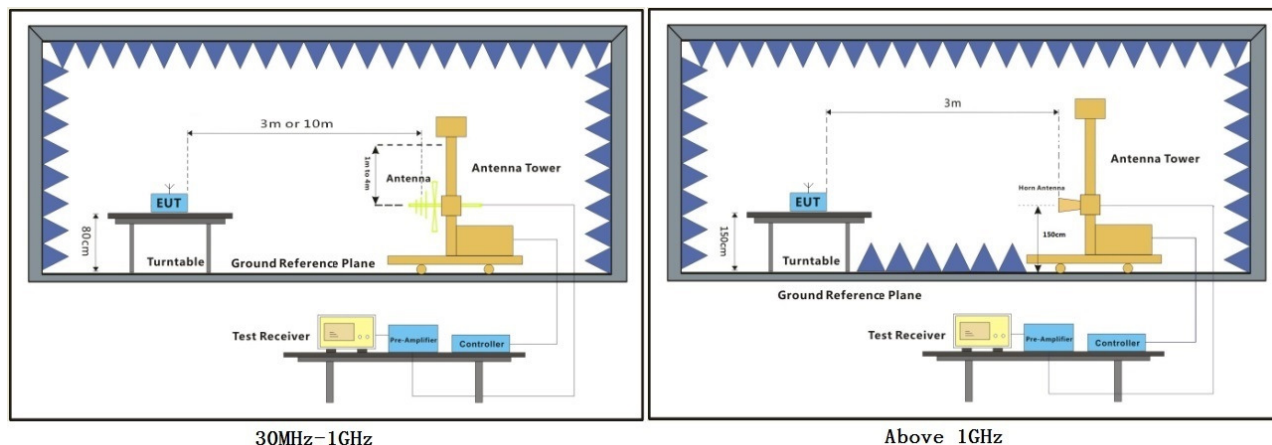 3m or 10m
1m to 4m
Antenna
Antenna Tower
EUT
80cm
Turntable
Ground Reference Plane
Test Receiver
Pre-Amplifier
Controller
30MHz-1GHz
3m
Antenna Tower
Horn Antenna
EUT
150cm
150cm
Turntable
Ground Reference Plane
Test Receiver
Pre-Amplifier
Controller
Above 1GHz